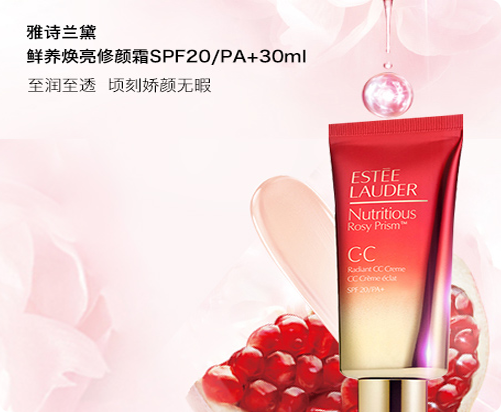 雅诗兰黛
鲜养焕亮修颜霜SPF20/PA+30ml
至润至透 顷刻娇颜无暇
ESTĒE
LAUDER
Nutritious
Rosy Prism™
C·C
Radiant CC Creme
CC Crème éclat
SPF 20/PA+